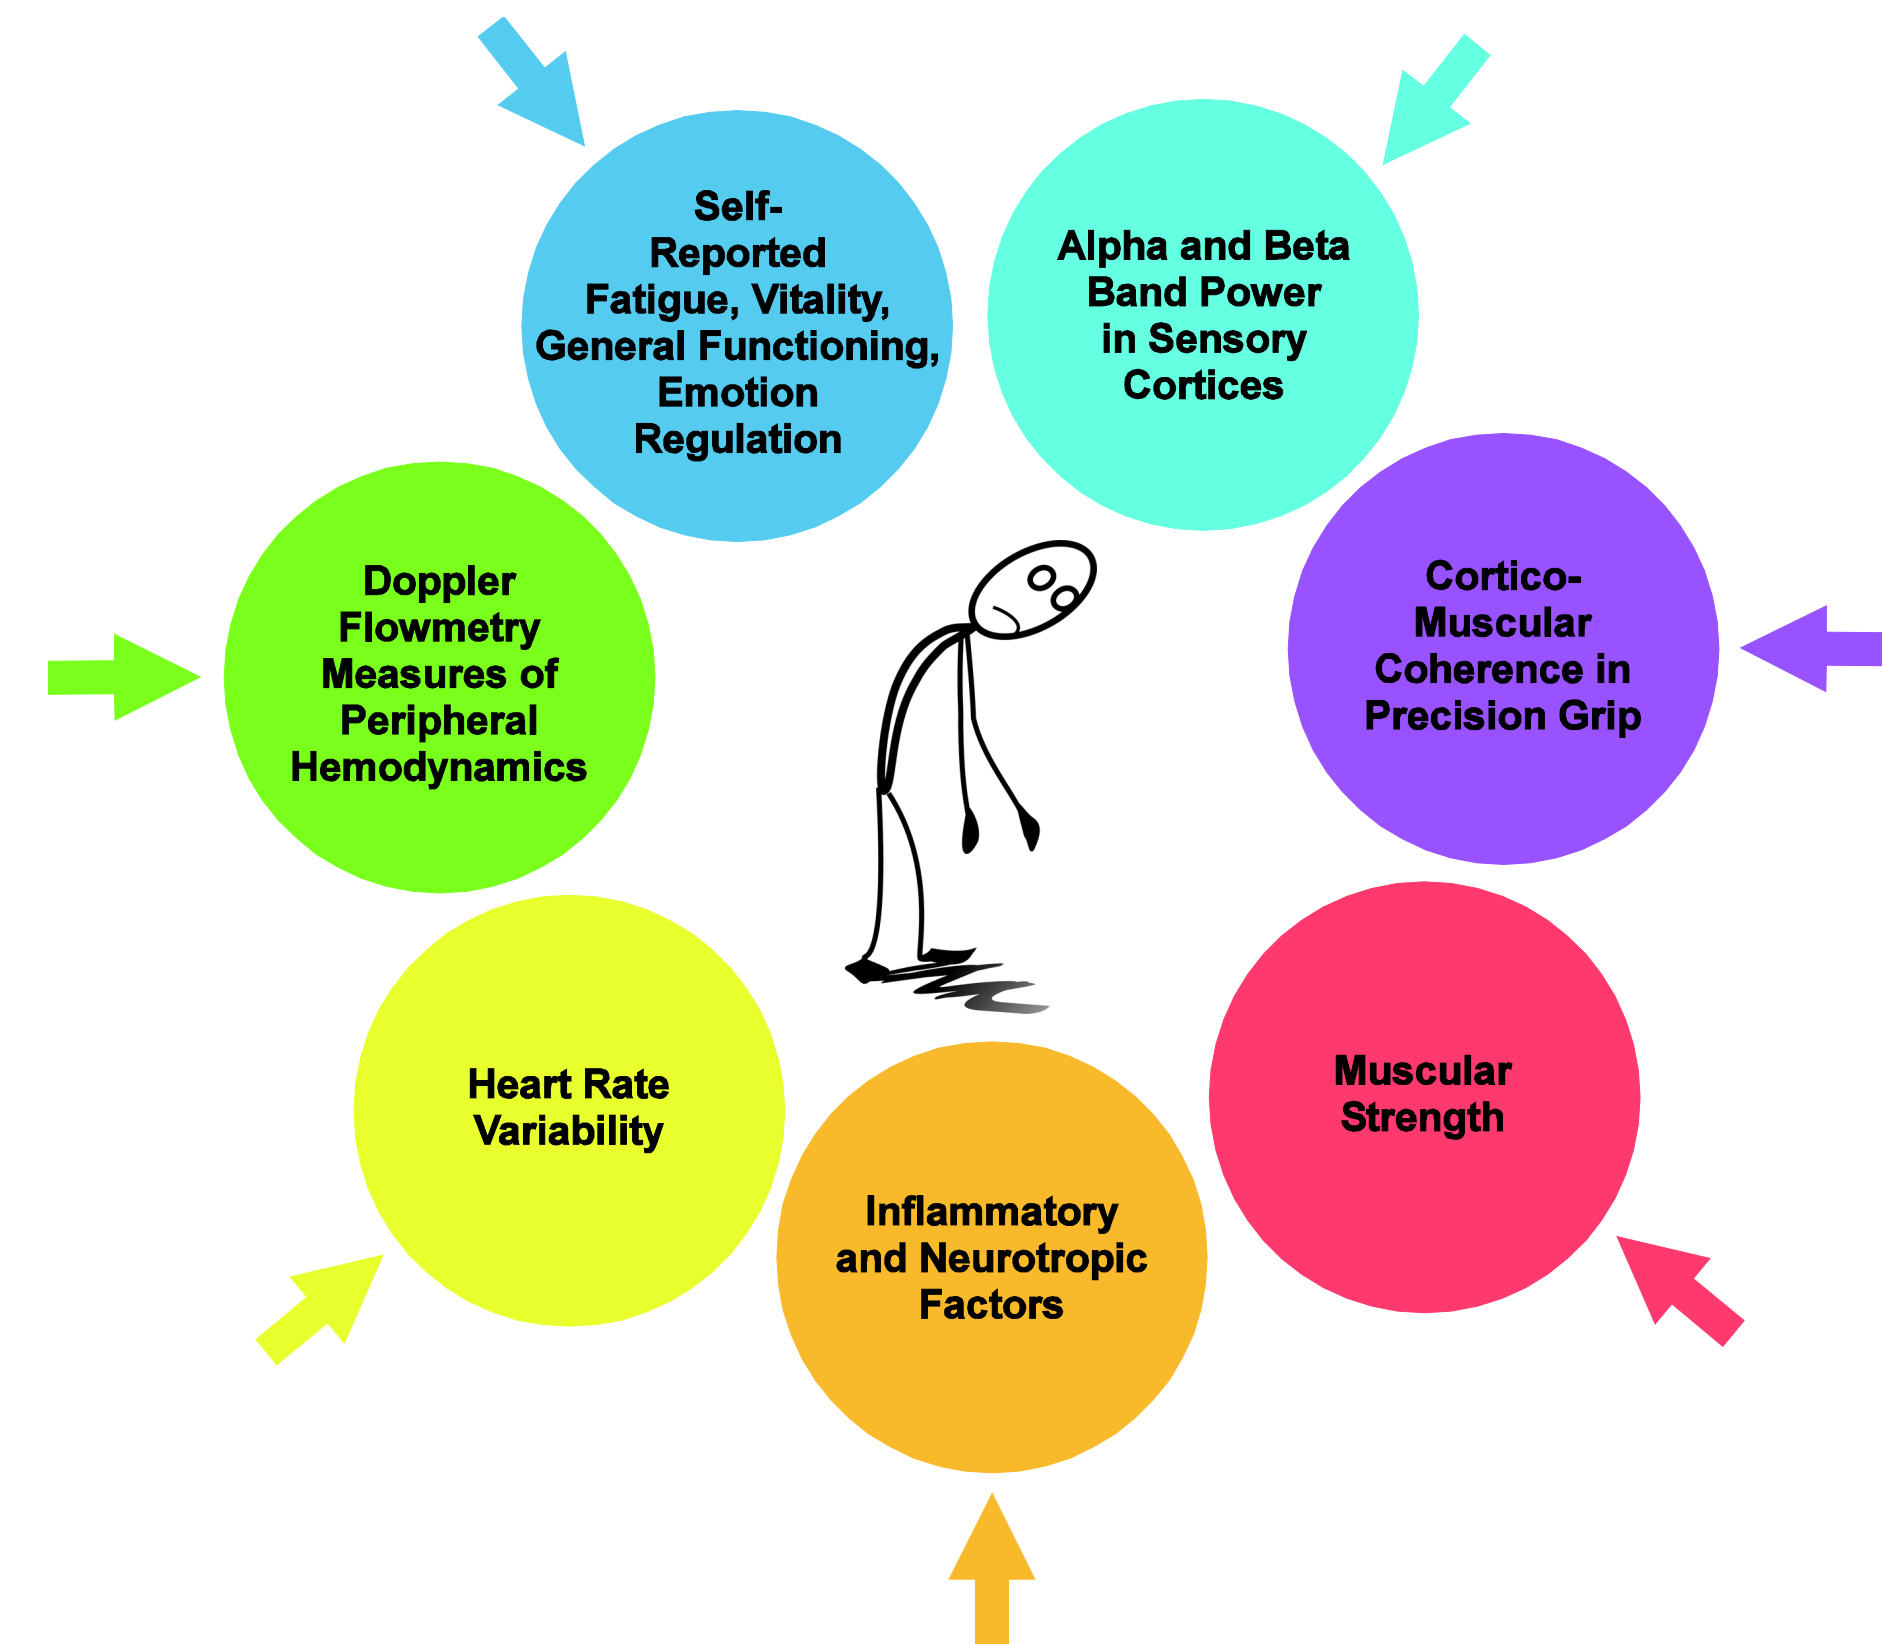 Self-
Reported
Fatigue, Vitality,
General Functioning,
Emotion
Regulation
Alpha and Beta
Band Power
in Sensory
Cortices
Cortico-
Muscular
Coherence in
Precision Grip
Doppler
Flowmetry
Measures of
Peripheral
Hemodynamics
Heart Rate
Variability
Muscular
Strength
Inflammatory
and Neurotropic
Factors